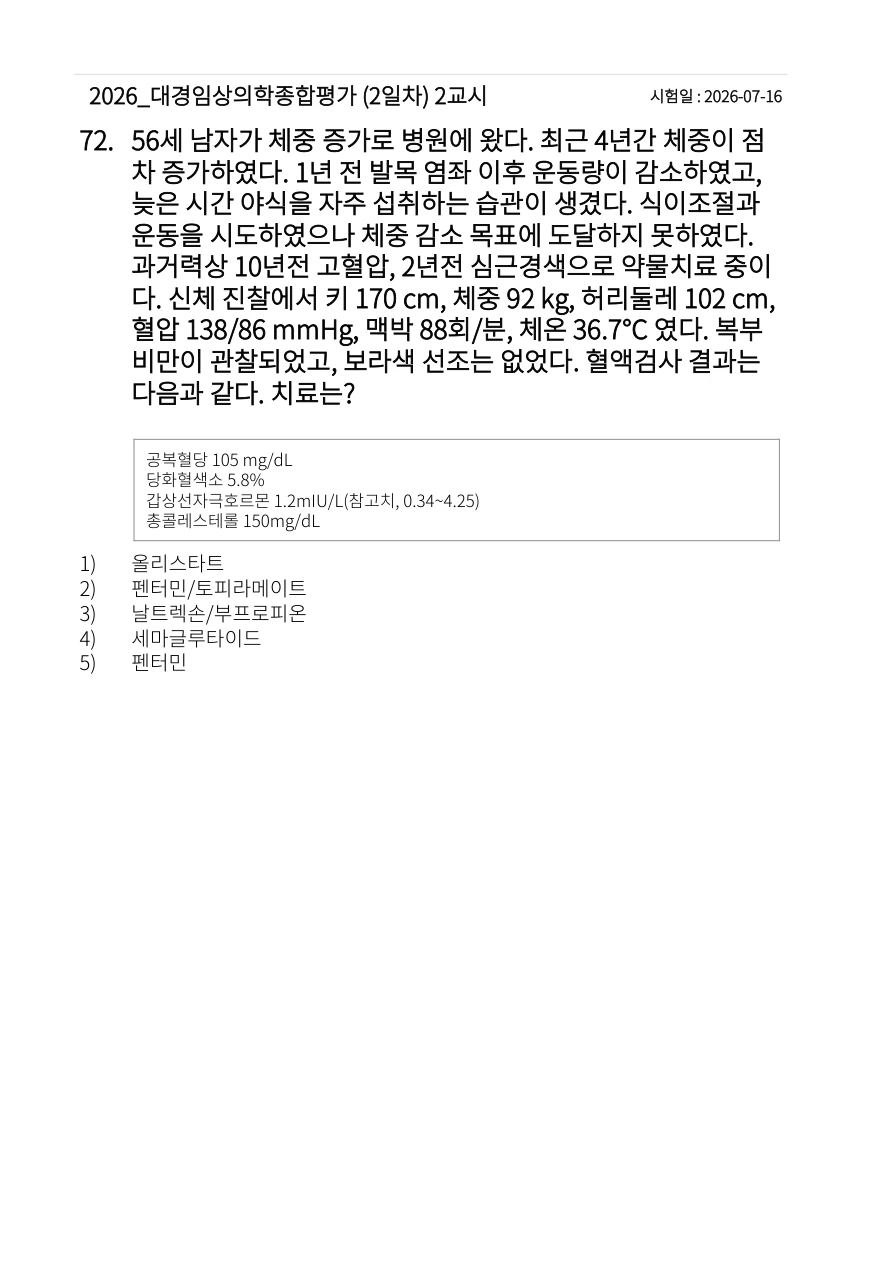 2026_대경임상의학종합평가 (2일차) 2교시
시험일 : 2026-07-16
72. 56세 남자가 체중 증가로 병원에 왔다. 최근 4년간 체중이 점
차 증가하였다. 1년 전 발목 염좌 이후 운동량이 감소하였고,
늦은 시간 야식을 자주 섭취하는 습관이 생겼다. 식이조절과
운동을 시도하였으나 체중 감소 목표에 도달하지 못하였다.
과거력상 10년전 고혈압, 2년전 심근경색으로 약물치료 중이
다. 신체 진찰에서 키 170 cm, 체중 92 kg, 허리둘레 102 cm,
혈압 138/86 mmHg, 맥박 88회/분, 체온 36.7℃ 였다. 복부
비만이 관찰되었고, 보라색 선조는 없었다. 혈액검사 결과는
다음과 같다. 치료는?
공복혈당 105 mg/dL
당화혈색소 5.8%
갑상선자극호르몬 1.2mIU/L(참고치, 0.34~4.25)
총콜레스테롤 150mg/dL
1) 올리스타트
2) 펜터민/토피라메이트
3) 날트렉손/부프로피온
4) 세마글루타이드
5) 펜터민